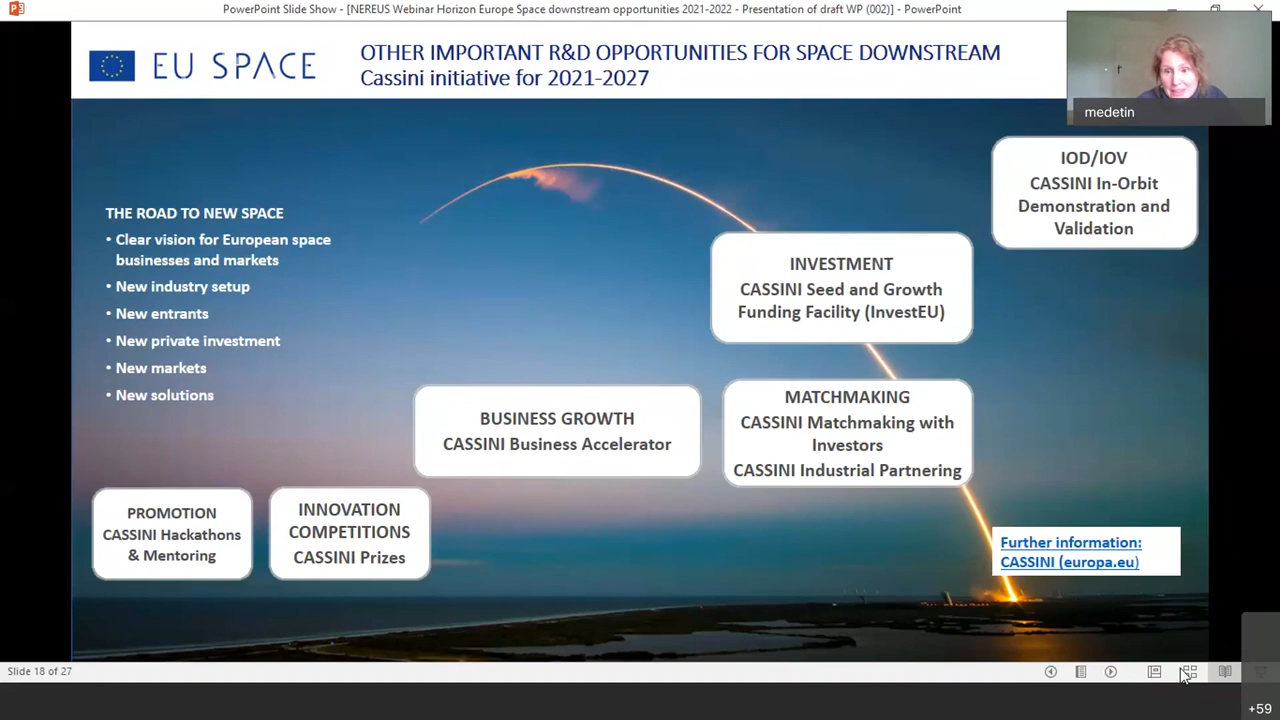 PowerPoint Slide Show - [NEREUS Webinar Horizon Europe Space downstream opportunities 2021-2022 - Presentation of draft WP (002)] - PowerPoint
EU SPACE
OTHER IMPORTANT R&D OPPORTUNITIES FOR SPACE DOWNSTREAM
Cassini initiative for 2021-2027
medetin
IOD/IOV
CASSINI In-Orbit
Demonstration and
Validation
THE ROAD TO NEW SPACE
• Clear vision for European space
businesses and markets
• New industry setup
• New entrants
• New private investment
• New markets
• New solutions
INVESTMENT
CASSINI Seed and Growth
Funding Facility (InvestEU)
BUSINESS GROWTH
CASSINI Business Accelerator
MATCHMAKING
CASSINI Matchmaking with
Investors
CASSINI Industrial Partnering
PROMOTION
CASSINI Hackathons
& Mentoring
INNOVATION
COMPETITIONS
CASSINI Prizes
Further information:
CASSINI (europa.eu)
Slide 18 of 27
+59